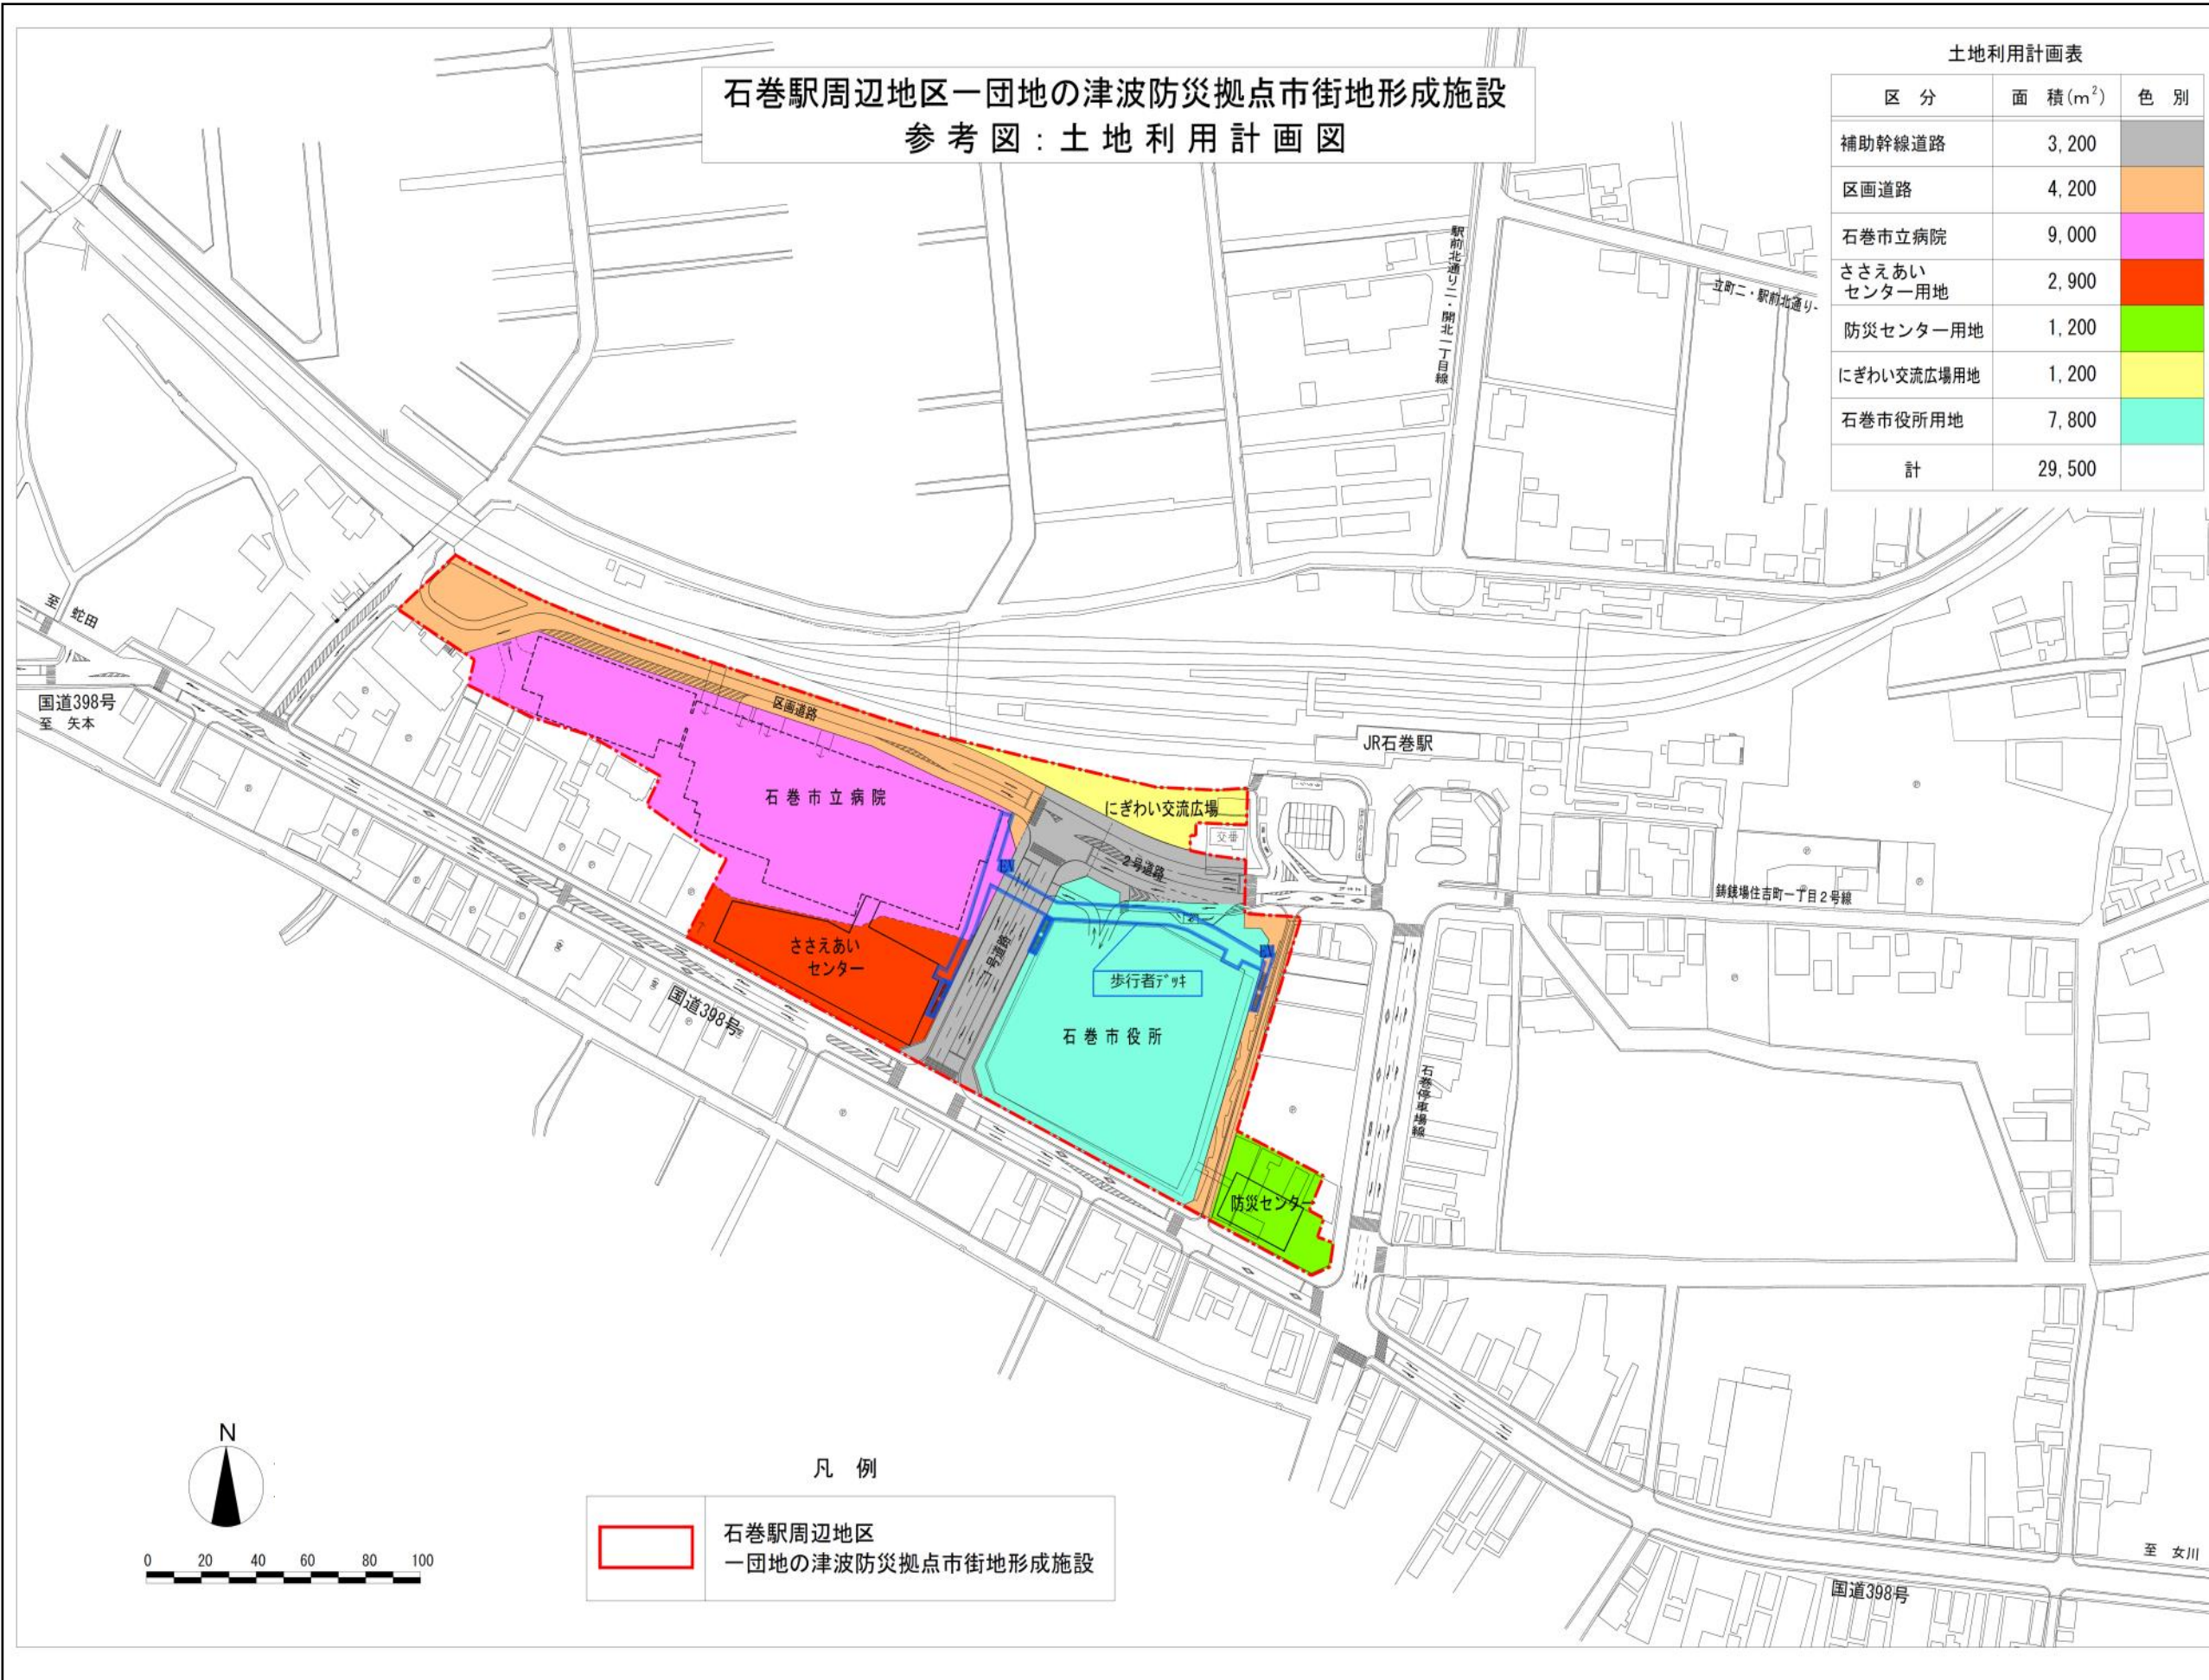 石巻駅周辺地区一団地の津波防災拠点市街地形成施設
参考図：土地利用計画図
土地利用計画表
区 分 面 積(m²) 色 別
補助幹線道路 3,200
区画道路 4,200
石巻市立病院 9,000
ささえあい
センター用地 2,900
防災センター用地 1,200
にぎわい交流広場用地 1,200
石巻市役所用地 7,800
計 29,500
駅前北通り二・開北一丁目線
立町二・駅前北通り一
至 蛇田
国道398号
至 矢本
区画道路
JR石巻駅
石巻市立病院
にぎわい交流広場
交番
2号道路
EV
鋳銭場住吉町一丁目2号線
ささえあい
センター
1号道路
EV
歩行者ﾃﾞｯｷ
国道398号
石巻市役所
石巻停車場線
防災センター
N
0 20 40 60 80 100
凡 例
石巻駅周辺地区
一団地の津波防災拠点市街地形成施設
至 女川
国道398号